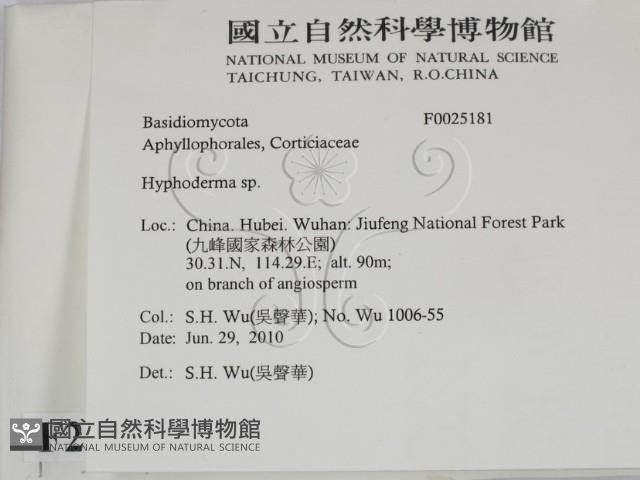 國立自然科學博物館
NATIONAL MUSEUM OF NATURAL SCIENCE
TAICHUNG, TAIWAN, R.O.CHINA
Basidiomycota F0025181
Aphyllophorales, Corticiaceae
Hyphoderma sp.
Loc.: China. Hubei. Wuhan: Jiufeng National Forest Park
(九峰國家森林公園)
30.31.N, 114.29.E; alt. 90m;
on branch of angiosperm
Col.: S.H. Wu(吳聲華); No. Wu 1006-55
Date: Jun. 29, 2010
Det.: S.H. Wu(吳聲華)
國立自然科學博物館
NATIONAL MUSEUM OF NATURAL SCIENCE